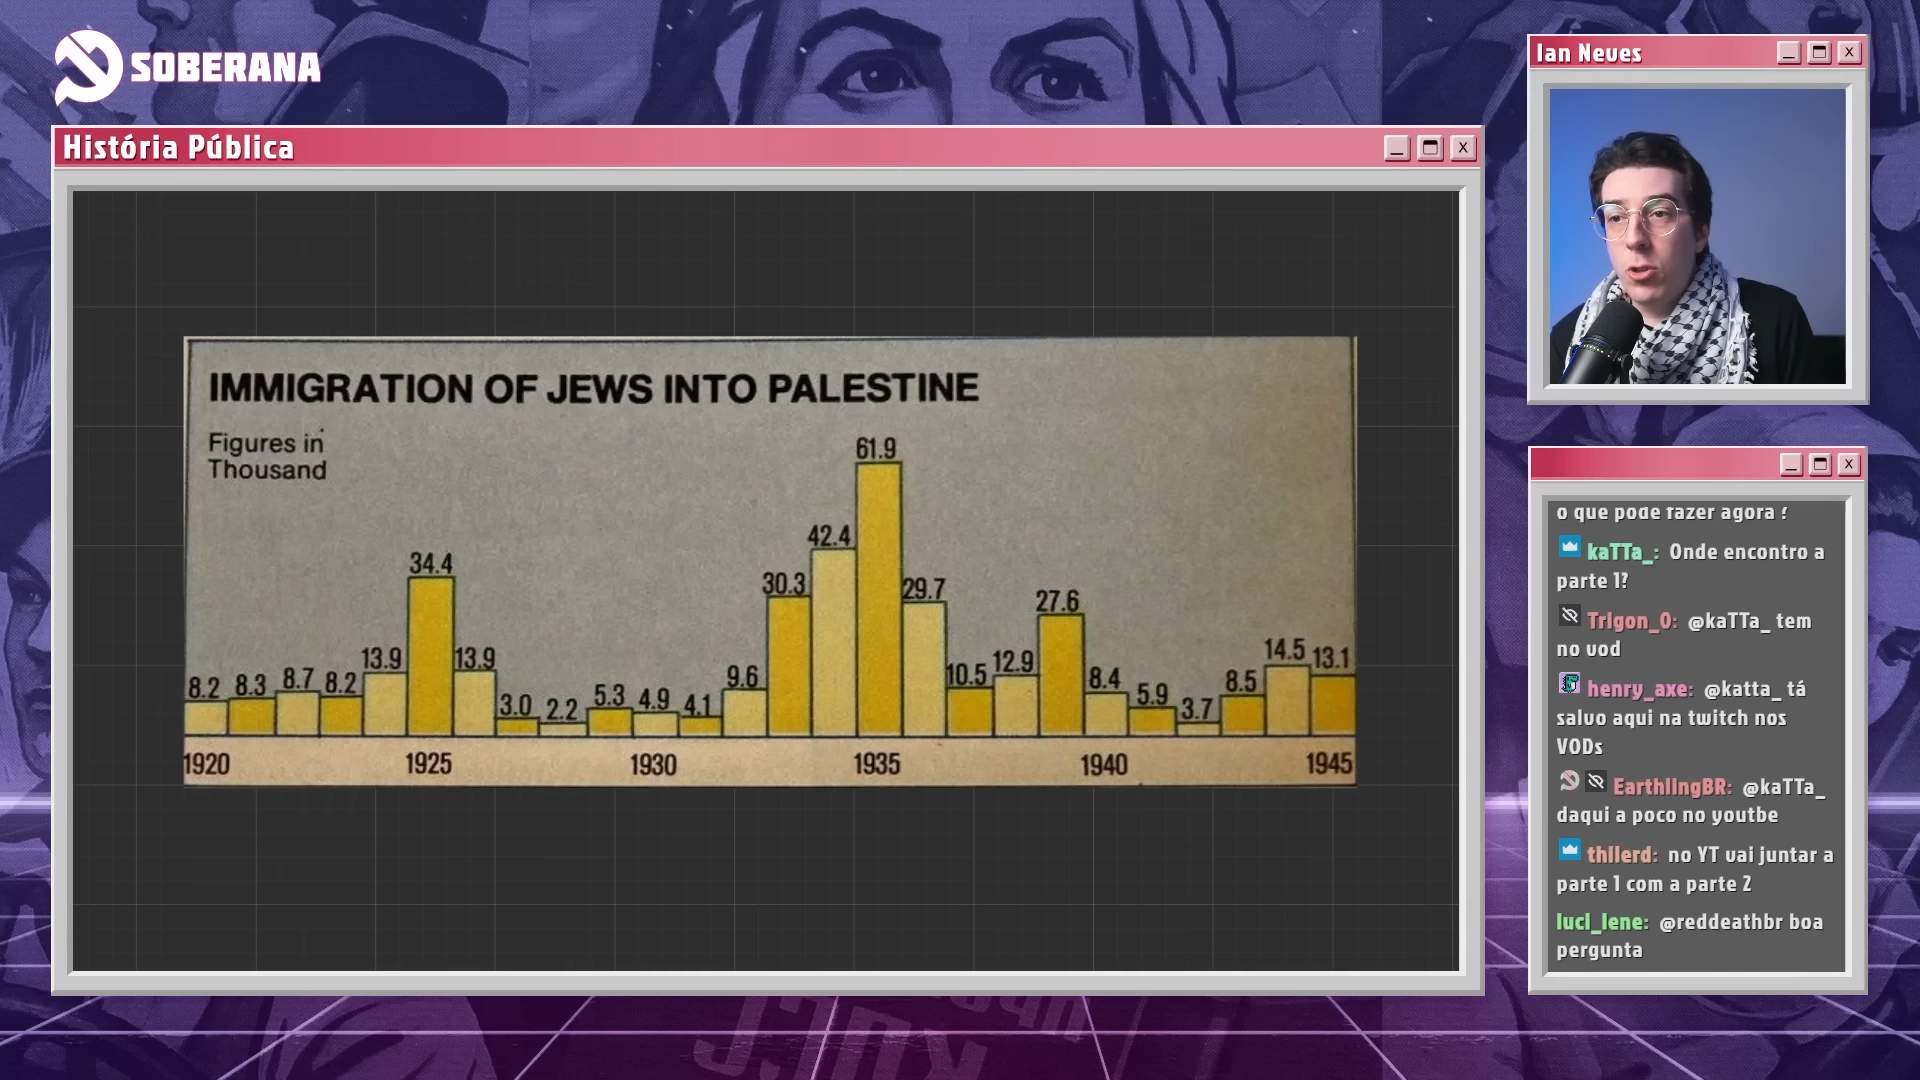 SOBERANA
História Pública
IMMIGRATION OF JEWS INTO PALESTINE
Figures in
Thousand
8.2 8.3 8.7 8.2 13.9 34.4 13.9 3.0 2.2 5.3 4.9 4.1 9.6 30.3 42.4 61.9 29.7 10.5 12.9 27.6 8.4 5.9 3.7 8.5 14.5 13.1
1920 1925 1930 1935 1940 1945
Ian Neves
o que pode fazer agora ?
kaTTa_: Onde encontro a
parte 1?
TrIgon_0: @kaTTa_ tem
no vod
henry_axe: @katta_ tá
salvo aqui na twitch nos
VODs
EarthlingBR: @kaTTa_
daqui a poco no youtbe
thllerd: no YT vai juntar a
parte 1 com a parte 2
lucl_lene: @reddeathbr boa
pergunta